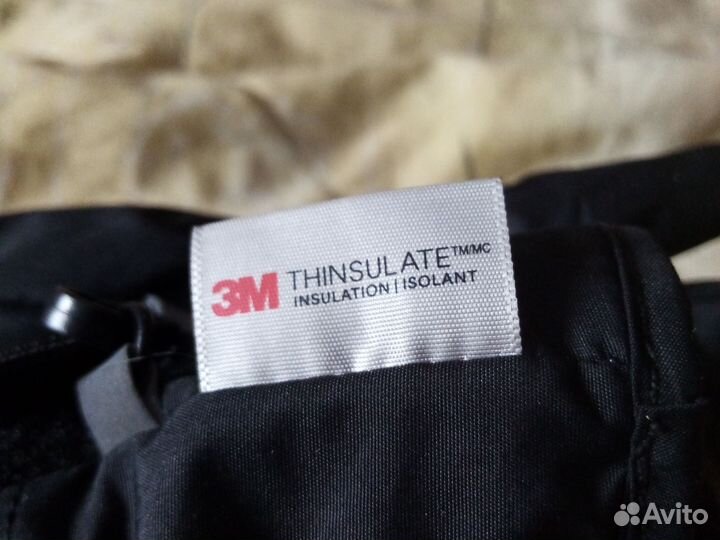 3M THINSULATE™/MC
INSULATION | ISOLANT
Avito